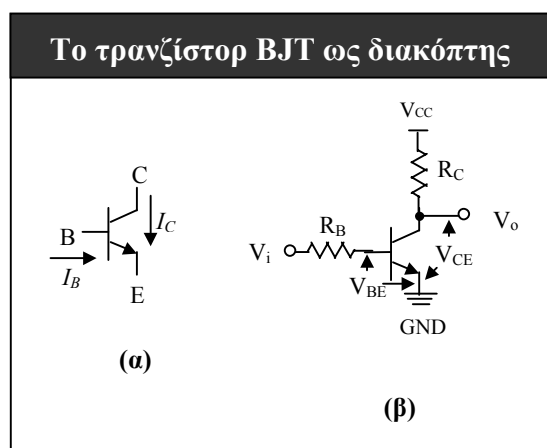 Το τρανζίστορ BJT ως διακόπτης
C
B
I_C
I_B
E
(α)
V_CC
R_C
R_B
V_o
V_i
V_CE
V_BE
GND
(β)